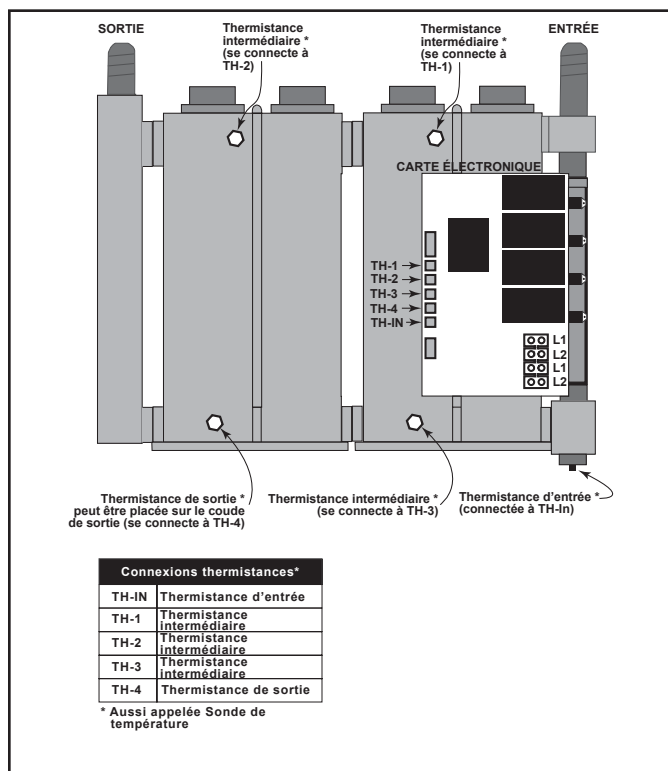 SORTIE
Thermistance
intermédiaire *
(se connecte à
TH-2)
Thermistance
intermédiaire *
(se connecte à
TH-1)
ENTRÉE
CARTE ÉLECTRONIQUE
TH-1
TH-2
TH-3
TH-4
TH-IN
L1
L2
L1
L2
Thermistance de sortie *
peut être placée sur le coude
de sortie (se connecte à TH-4)
Thermistance intermédiaire *
(se connecte à TH-3)
Thermistance d'entrée *
(connectée à TH-In)
Connexions thermistances*
TH-IN Thermistance d'entrée
TH-1 Thermistance
intermédiaire
TH-2 Thermistance
intermédiaire
TH-3 Thermistance
intermédiaire
TH-4 Thermistance de sortie
* Aussi appelée Sonde de
température